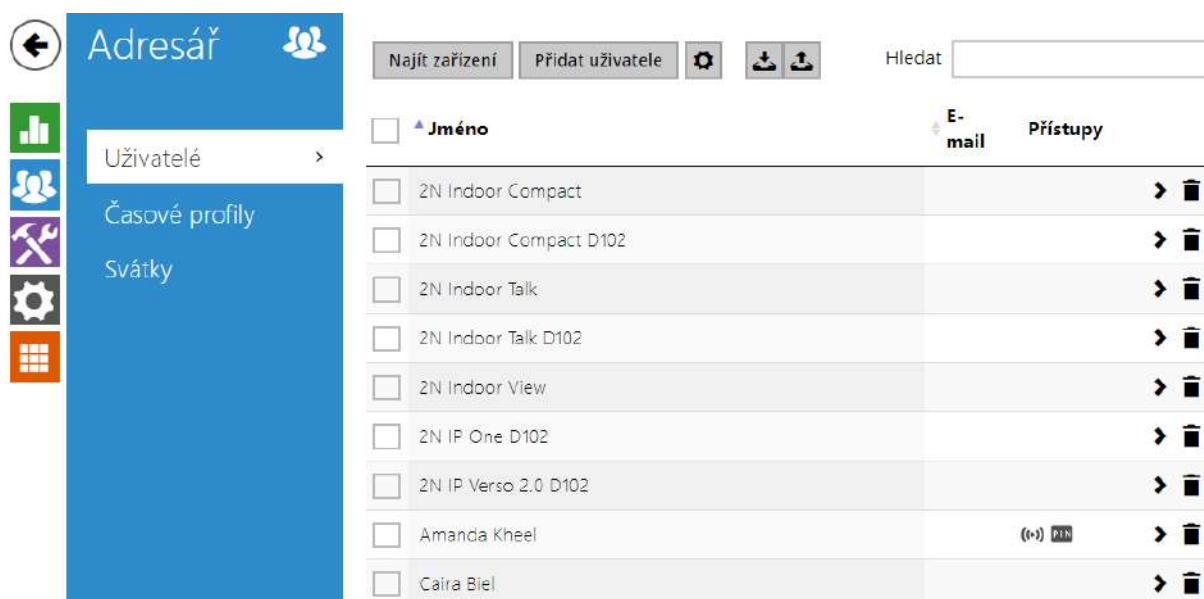 Adresář
Uživatelé
Časové profily
Svátky
Najít zařízení
Přidat uživatele
Hledat
Jméno
E-
mail
Přístupy
2N Indoor Compact
2N Indoor Compact D102
2N Indoor Talk
2N Indoor Talk D102
2N Indoor View
2N IP One D102
2N IP Verso 2.0 D102
Amanda Kheel
PIN
Caira Biel